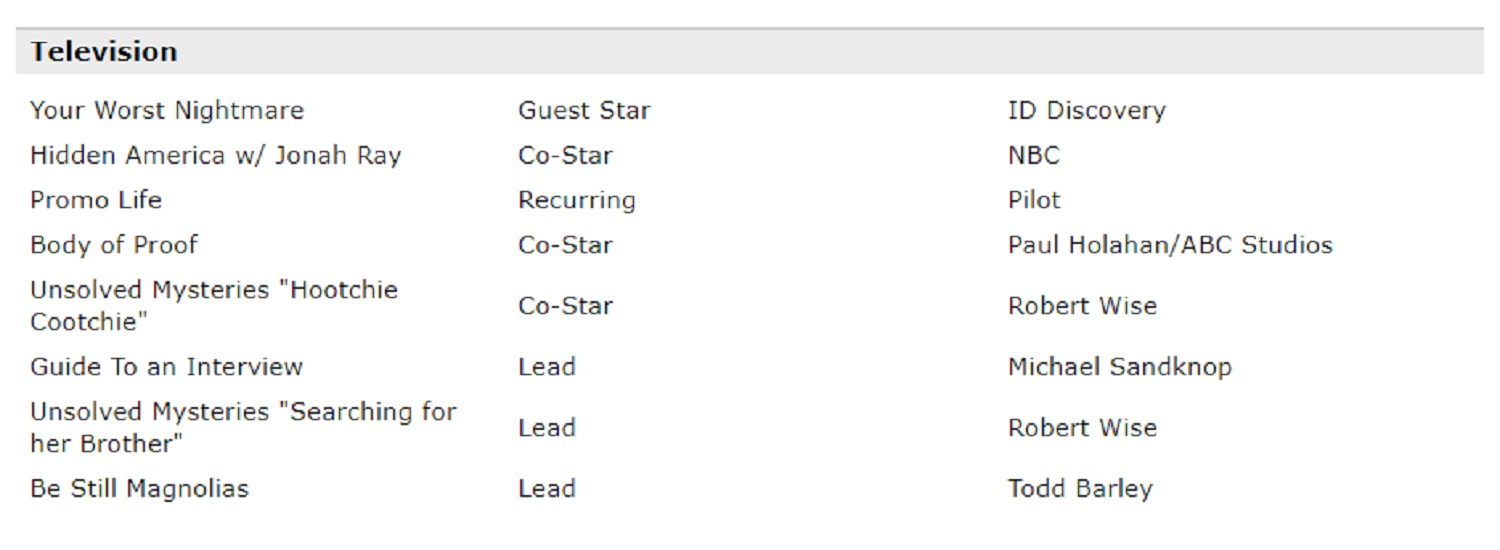 Television
Your Worst Nightmare Guest Star ID Discovery
Hidden America w/ Jonah Ray Co-Star NBC
Promo Life Recurring Pilot
Body of Proof Co-Star Paul Holahan/ABC Studios
Unsolved Mysteries "Hootchie
Cootchie" Co-Star Robert Wise
Guide To an Interview Lead Michael Sandknop
Unsolved Mysteries "Searching for
her Brother" Lead Robert Wise
Be Still Magnolias Lead Todd Barley